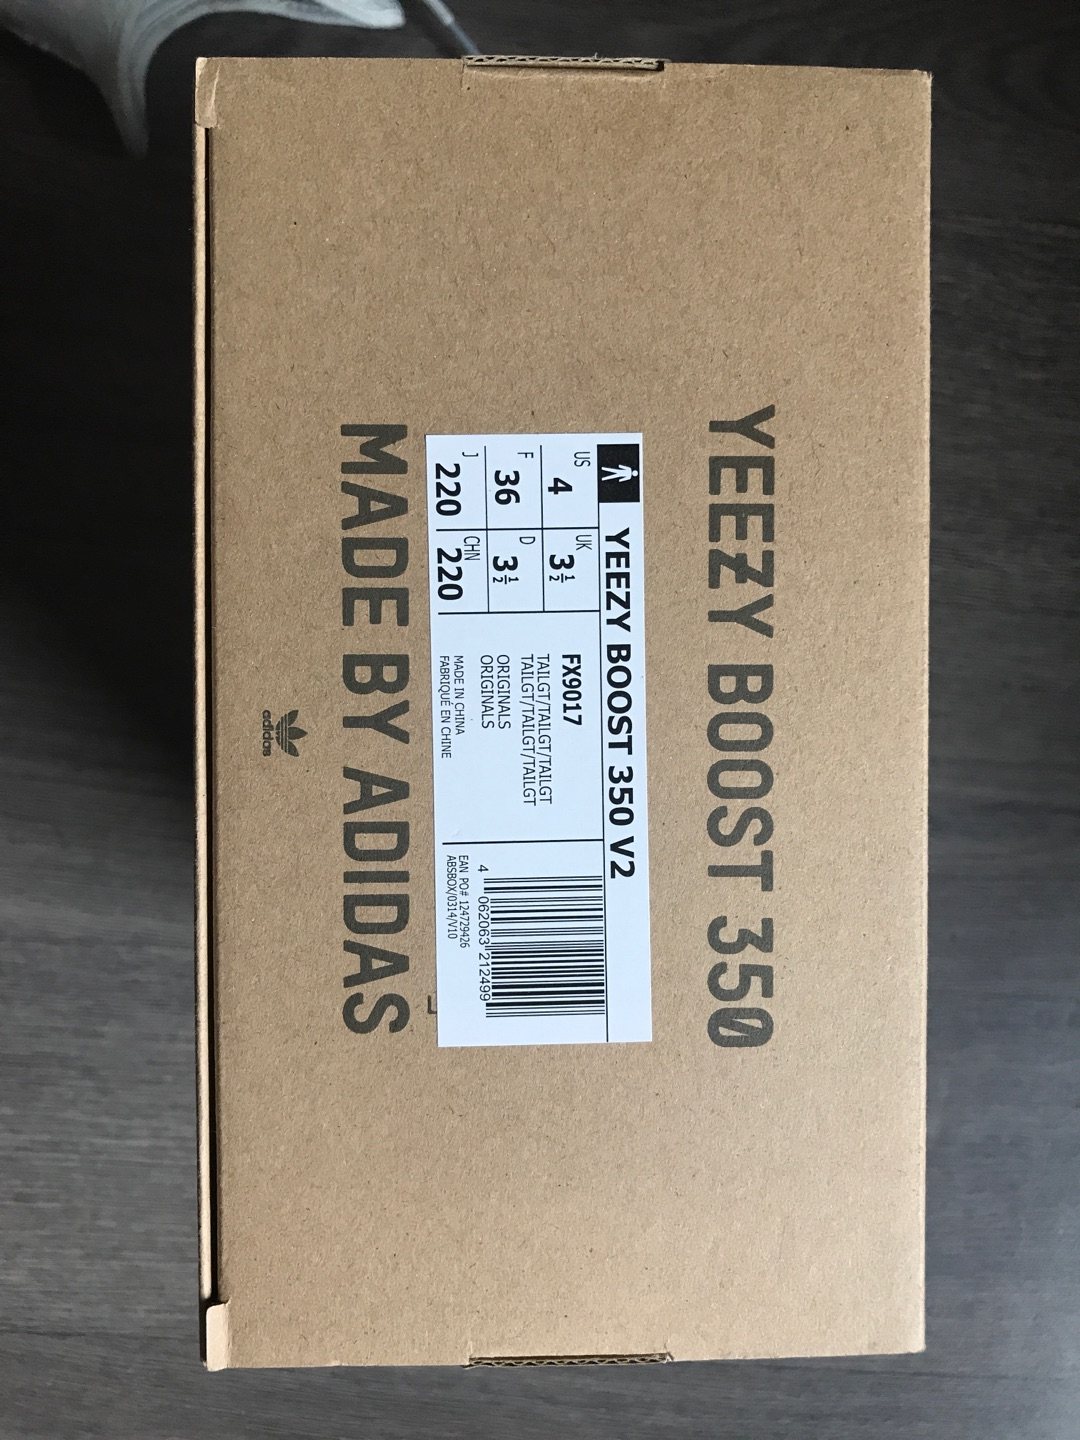 YEEZY BOOST 350
YEEZY BOOST 350 V2
US 4 UK 3½
F 36 D 3½
J 220 CHN 220
FX9017
TAILGT/TAILGT/TAILGT
TAILGT/TAILGT/TAILGT
ORIGINALS
ORIGINALS
MADE IN CHINA
FABRIQUÉ EN CHINE
4 062063 212499
EAN PO# 124729426
ABSBOX/0314/V10
MADE BY ADIDAS
adidas